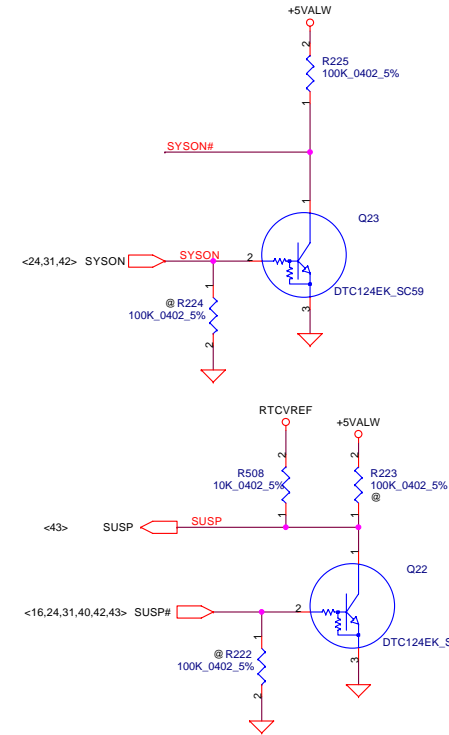 +5VALW
2
R225
100K_0402_5%
1
SYSON#
1
Q23
<24,31,42> SYSON
SYSON
2
DTC124EK_SC59
1
@ R224
100K_0402_5%
3
2
RTCVREF
+5VALW
2
2
R508
10K_0402_5%
R223
100K_0402_5%
@
1
1
<43> SUSP
SUSP
1
Q22
<16,24,31,40,42,43> SUSP#
2
DTC124EK_S
1
@ R222
100K_0402_5%
3
2